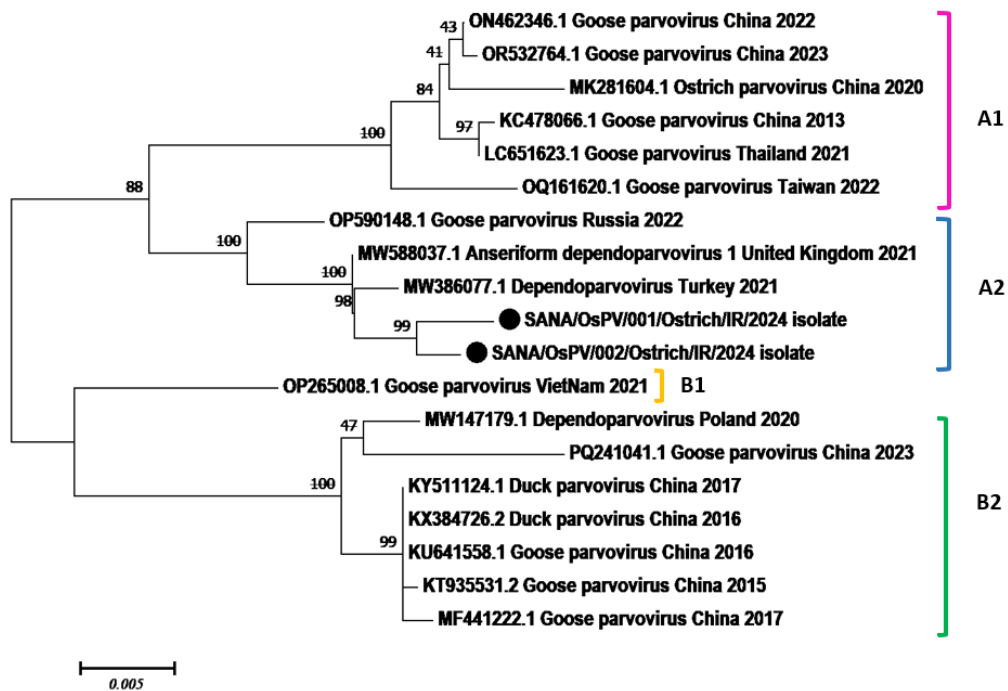 43
ON462346.1 Goose parvovirus China 2022
41
OR532764.1 Goose parvovirus China 2023
84
MK281604.1 Ostrich parvovirus China 2020
A1
100
97
KC478066.1 Goose parvovirus China 2013
LC651623.1 Goose parvovirus Thailand 2021
88
OQ161620.1 Goose parvovirus Taiwan 2022
OP590148.1 Goose parvovirus Russia 2022
100
MW588037.1 Anseriform dependoparvovirus 1 United Kingdom 2021
100
MW386077.1 Dependoparvovirus Turkey 2021
A2
98
SANA/OsPV/001/Ostrich/IR/2024 isolate
99
SANA/OsPV/002/Ostrich/IR/2024 isolate
OP265008.1 Goose parvovirus VietNam 2021
B1
47
MW147179.1 Dependoparvovirus Poland 2020
PQ241041.1 Goose parvovirus China 2023
100
KY511124.1 Duck parvovirus China 2017
B2
KX384726.2 Duck parvovirus China 2016
99
KU641558.1 Goose parvovirus China 2016
KT935531.2 Goose parvovirus China 2015
MF441222.1 Goose parvovirus China 2017
0.005